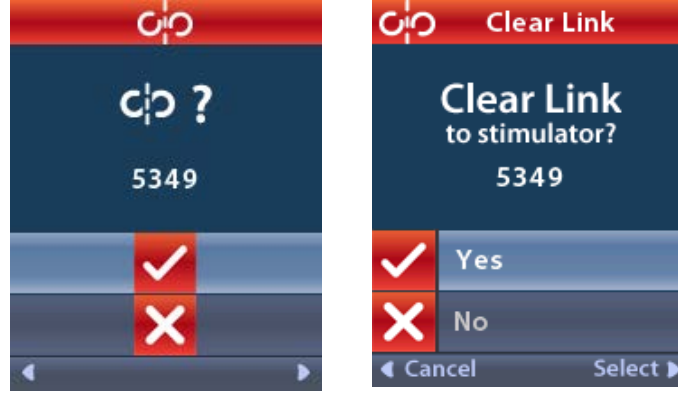 ?
5349
Clear Link
Clear Link
to stimulator?
5349
Yes
No
Cancel
Select